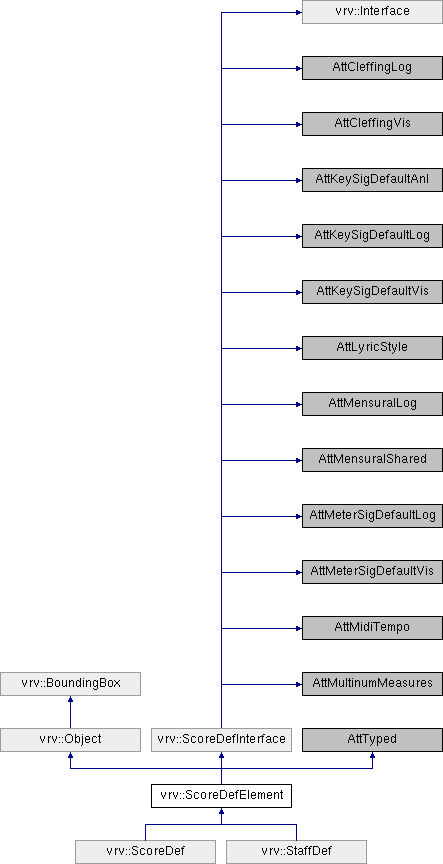 vrv::Interface
AttCleffingLog
AttCleffingVis
AttKeySigDefaultAnl
AttKeySigDefaultLog
AttKeySigDefaultVis
AttLyricStyle
AttMensuralLog
AttMensuralShared
AttMeterSigDefaultLog
AttMeterSigDefaultVis
AttMidiTempo
vrv::BoundingBox
AttMultinumMeasures
vrv::Object
vrv::ScoreDefInterface
AttTyped
vrv::ScoreDefElement
vrv::ScoreDef
vrv::StaffDef